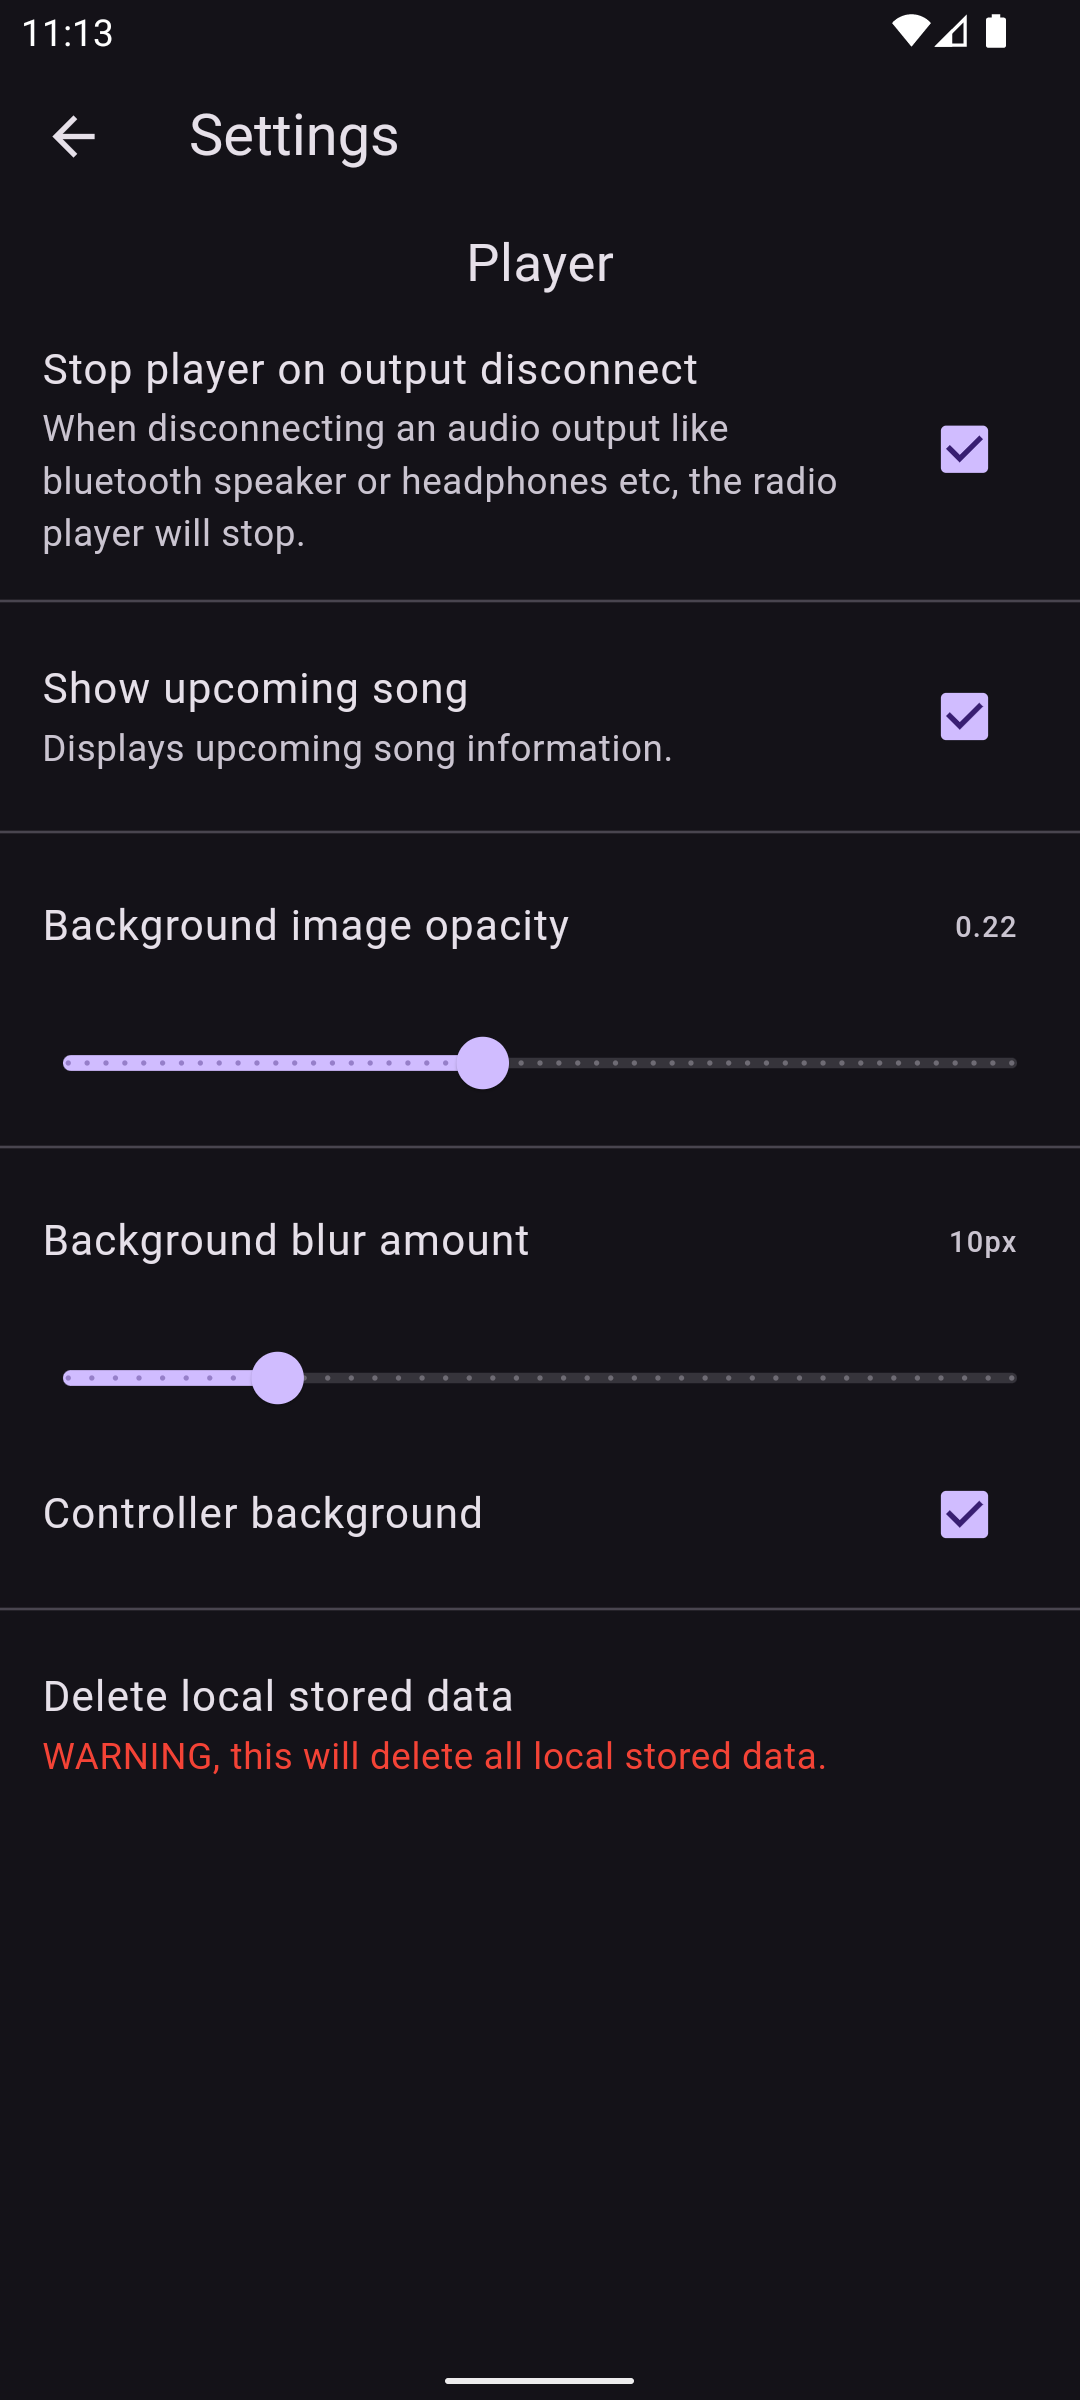 11:13
Settings
Player
Stop player on output disconnect
When disconnecting an audio output like
bluetooth speaker or headphones etc, the radio
player will stop.
Show upcoming song
Displays upcoming song information.
Background image opacity
0.22
Background blur amount
10px
Controller background
Delete local stored data
WARNING, this will delete all local stored data.